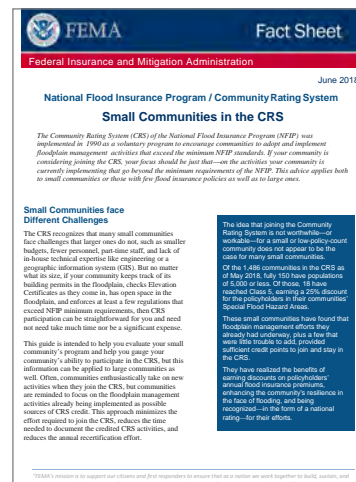 FEMA
Fact Sheet
Federal Insurance and Mitigation Administration
June 2018
National Flood Insurance Program / Community Rating System
Small Communities in the CRS
The Community Rating System (CRS) of the National Flood Insurance Program (NFIP) was
implemented in 1990 as a voluntary program to encourage communities to adopt and implement
floodplain management activities that exceed the minimum NFIP standards. If your community is
considering joining the CRS, your focus should be just that—on the activities your community is
currently implementing that go beyond the minimum requirements of the NFIP. This advice applies both
to small communities or those with few flood insurance policies as well as to large ones.
Small Communities face
Different Challenges
The CRS recognizes that many small communities
face challenges that larger ones do not, such as smaller
budgets, fewer personnel, part-time staff, and lack of
in-house technical expertise like engineering or a
geographic information system (GIS). But no matter
what its size, if your community keeps track of its
building permits in the floodplain, checks Elevation
Certificates as they come in, has open space in the
floodplain, and enforces at least a few regulations that
exceed NFIP minimum requirements, then CRS
participation can be straightforward for you and need
not need take much time nor be a significant expense.
This guide is intended to help you evaluate your small
community's program and help you gauge your
community's ability to participate in the CRS, but this
information can be applied to large communities as
well. Often, communities enthusiastically take on new
activities when they join the CRS, but communities
are reminded to focus on the floodplain management
activities already being implemented as possible
sources of CRS credit. This approach minimizes the
effort required to join the CRS, reduces the time
needed to document the credited CRS activities, and
reduces the annual recertification effort.
The idea that joining the Community
Rating System is not worthwhile—or
workable—for a small or low-policy-count
community does not appear to be the
case for many small communities.
Of the 1,486 communities in the CRS as
of May 2018, fully 150 have populations
of 5,000 or less. Of those, 18 have
reached Class 5, earning a 25% discount
for the policyholders in their communities'
Special Flood Hazard Areas.
These small communities have found that
floodplain management efforts they
already had underway, plus a few that
were little trouble to add, provided
sufficient credit points to join and stay in
the CRS.
They have realized the benefits of
earning discounts on policyholders'
annual flood insurance premiums,
enhancing the community's resilience in
the face of flooding, and being
recognized—in the form of a national
rating—for their efforts.
"FEMA's mission is to support our citizens and first responders to ensure that as a nation we work together to build, sustain, and